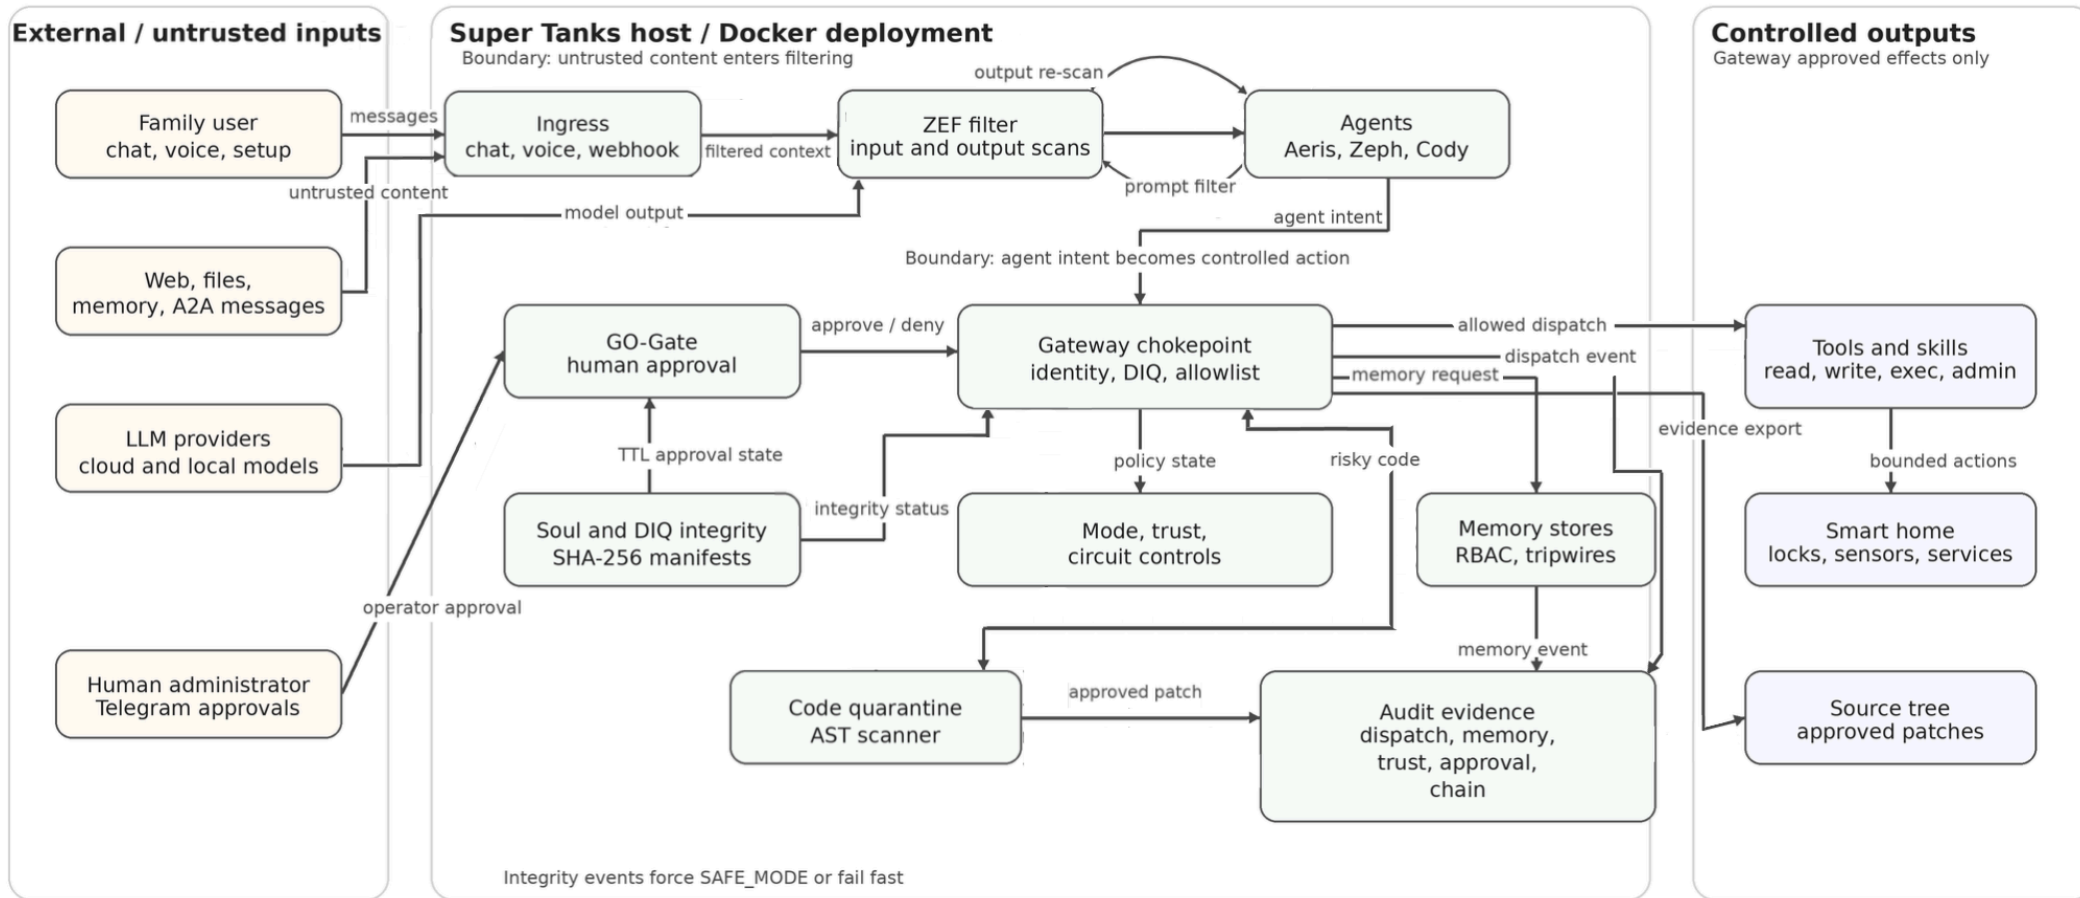 External / untrusted inputs
Super Tanks host / Docker deployment
Boundary: untrusted content enters filtering
Controlled outputs
Gateway approved effects only
output re-scan
Family user
chat, voice, setup
messages
Ingress
chat, voice, webhook
filtered context
ZEF filter
input and output scans
Agents
Aeris, Zeph, Cody
prompt filter
untrusted content
model output
agent intent
Boundary: agent intent becomes controlled action
Web, files,
memory, A2A messages
GO-Gate
human approval
approve / deny
Gateway chokepoint
identity, DIQ, allowlist
allowed dispatch
dispatch event
memory request
Tools and skills
read, write, exec, admin
evidence export
LLM providers
cloud and local models
TTL approval state
policy state
risky code
bounded actions
integrity status
Soul and DIQ integrity
SHA-256 manifests
Mode, trust,
circuit controls
Memory stores
RBAC, tripwires
Smart home
locks, sensors, services
operator approval
memory event
Human administrator
Telegram approvals
Code quarantine
AST scanner
approved patch
Audit evidence
dispatch, memory,
trust, approval,
chain
Source tree
approved patches
Integrity events force SAFE_MODE or fail fast